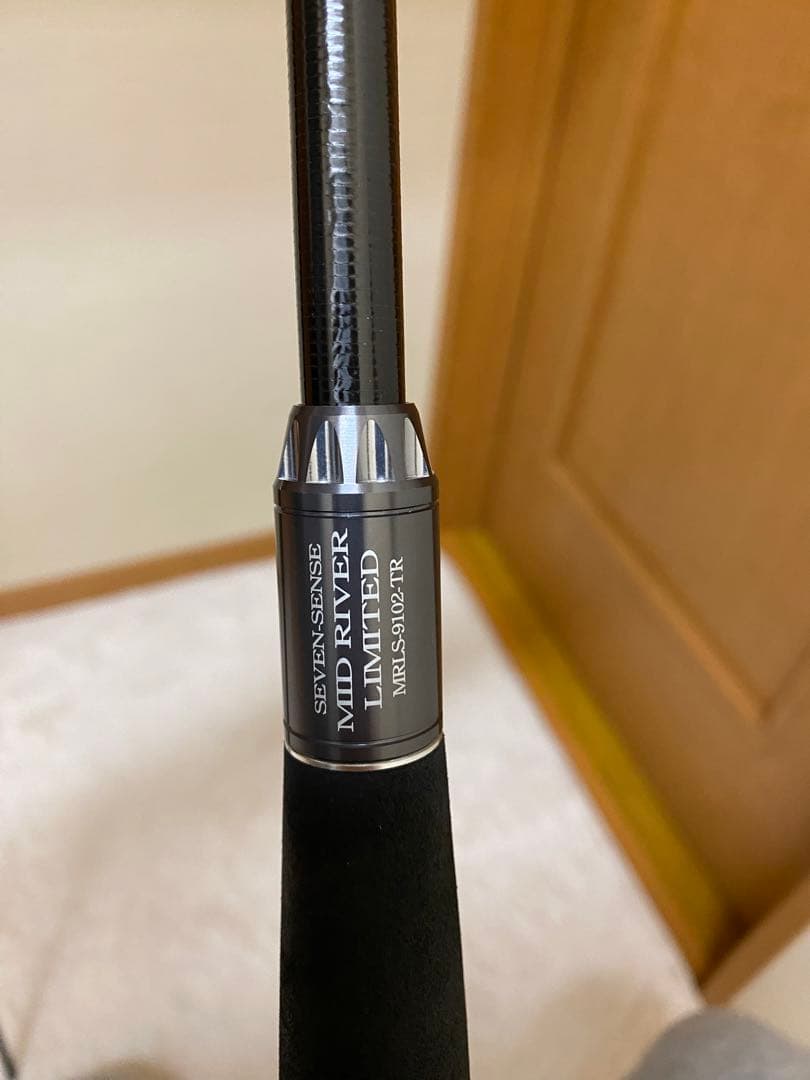 SEVEN-SENSE
MID RIVER
LIMITED
MRLS-9102-TR